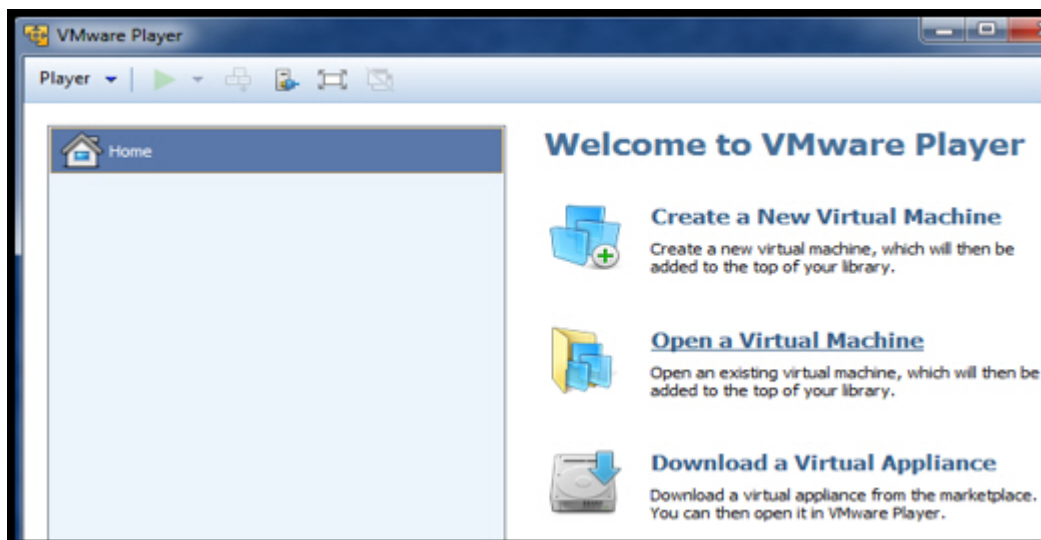 VMware Player
Player
Home
Welcome to VMware Player
Create a New Virtual Machine
Create a new virtual machine, which will then be
added to the top of your library.
Open a Virtual Machine
Open an existing virtual machine, which will then be
added to the top of your library.
Download a Virtual Appliance
Download a virtual appliance from the marketplace.
You can then open it in VMware Player.